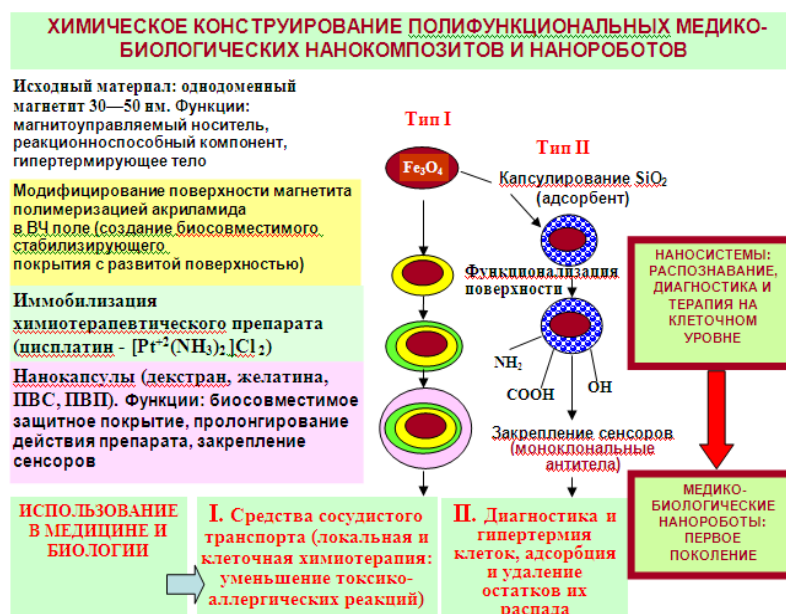 ХИМИЧЕСКОЕ КОНСТРУИРОВАНИЕ ПОЛИФУНКЦИОНАЛЬНЫХ МЕДИКО-
БИОЛОГИЧЕСКИХ НАНОКОМПОЗИТОВ И НАНОРОБОТОВ
Исходный материал: однодоменный
магнетит 30—50 нм. Функции:
магнитоуправляемый носитель,
реакционноспособный компонент,
гипертермирующее тело
Модифицирование поверхности магнетита
полимеризацией акриламида
в ВЧ поле (создание биосовместимого
стабилизирующего
покрытия с развитой поверхностью)
Иммобилизация
химиотерапевтического препарата
(цисплатин - [Pt⁺²(NH₃)₂]Cl₂)
Нанокапсулы (декстран, желатина,
ПВС, ПВП). Функции: биосовместимое
защитное покрытие, пролонгирование
действия препарата, закрепление
сенсоров
Тип I
Тип II
Fe₃O₄
Капсулирование SiO₂
(адсорбент)
Функционализация
поверхности
NH₂
COOH
OH
Закрепление сенсоров
(моноклональные
антитела)
НАНОСИСТЕМЫ:
РАСПОЗНАВАНИЕ,
ДИАГНОСТИКА И
ТЕРАПИЯ НА
КЛЕТОЧНОМ
УРОВНЕ
МЕДИКО-
БИОЛОГИЧЕСКИЕ
НАНОРОБОТЫ:
ПЕРВОЕ
ПОКОЛЕНИЕ
ИСПОЛЬЗОВАНИЕ
В МЕДИЦИНЕ И
БИОЛОГИИ
I. Средства сосудистого
транспорта (локальная и
клеточная химиотерапия:
уменьшение токсико-
аллергических реакций)
II. Диагностика и
гипертермия
клеток, адсорбция
и удаление
остатков их
распада